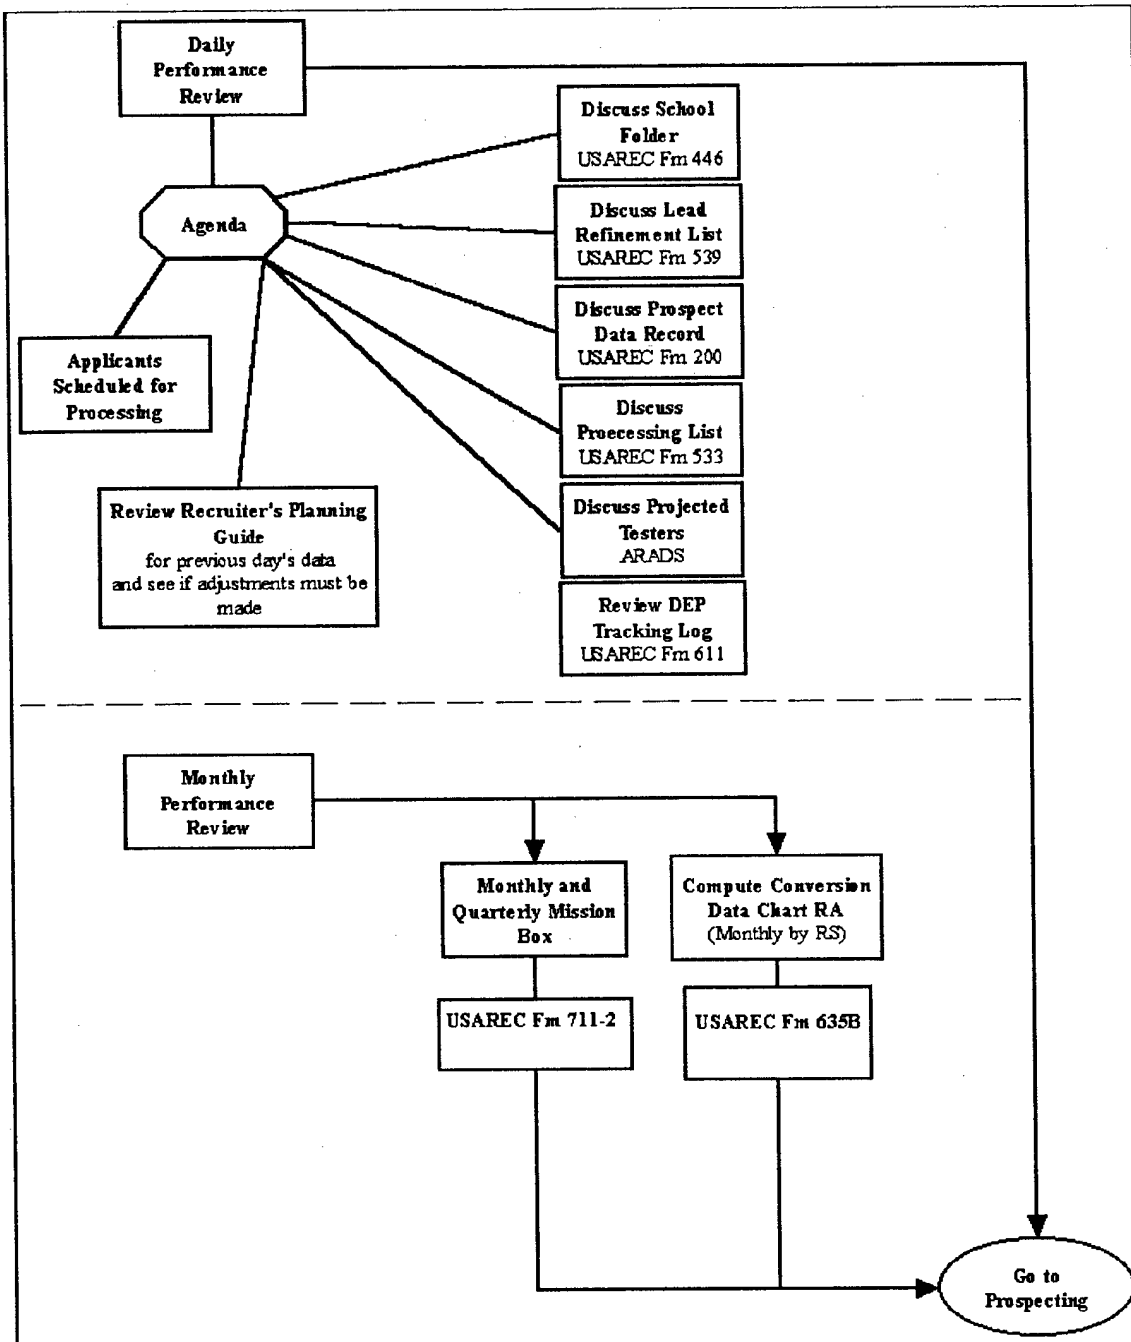 Daily
Performance
Review
Discuss School
Folder
USAREC Fm 446
Agenda
Discuss Lead
Refinement List
USAREC Fm 539
Discuss Prospect
Data Record
USAREC Fm 200
Applicants
Scheduled for
Processing
Discuss
Proecessing List
USAREC Fm 533
Review Recruiter's Planning
Guide
for previous day's data
and see if adjustments must be
made
Discuss Projected
Testers
ARADS
Review DEP
Tracking Log
USAREC Fm 611
Monthly
Performance
Review
Monthly and
Quarterly Mission
Box
Compute Conversion
Data Chart RA
(Monthly by RS)
USAREC Fm 711-2
USAREC Fm 635B
Go to
Prospecting